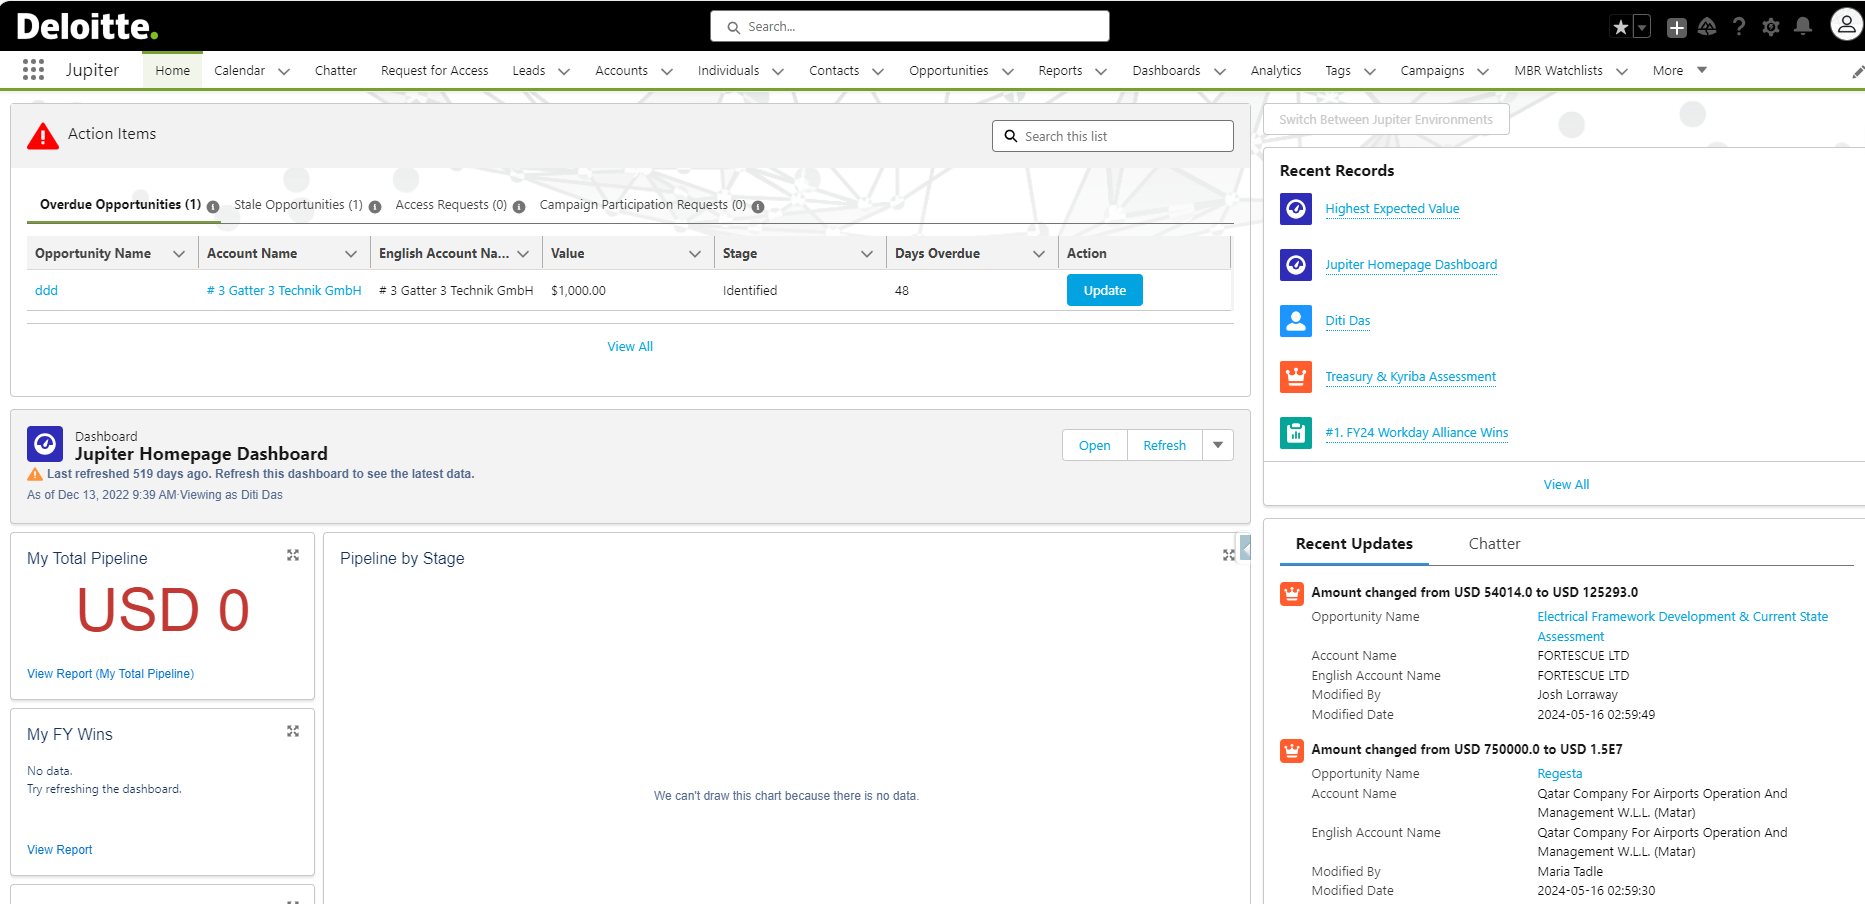 Deloitte.
Search...
Jupiter
Home
Calendar
Chatter
Request for Access
Leads
Accounts
Individuals
Contacts
Opportunities
Reports
Dashboards
Analytics
Tags
Campaigns
MBR Watchlists
More
Action Items
Search this list
Overdue Opportunities (1)
Stale Opportunities (1)
Access Requests (0)
Campaign Participation Requests (0)
Opportunity Name
Account Name
English Account Na...
Value
Stage
Days Overdue
Action
ddd
# 3 Gatter 3 Technik GmbH
# 3 Gatter 3 Technik GmbH
$1,000.00
Identified
48
Update
View All
Dashboard
Jupiter Homepage Dashboard
Last refreshed 519 days ago. Refresh this dashboard to see the latest data.
As of Dec 13, 2022 9:39 AM·Viewing as Diti Das
Open
Refresh
My Total Pipeline
USD 0
View Report (My Total Pipeline)
My FY Wins
No data.
Try refreshing the dashboard.
View Report
Pipeline by Stage
We can't draw this chart because there is no data.
Switch Between Jupiter Environments
Recent Records
Highest Expected Value
Jupiter Homepage Dashboard
Diti Das
Treasury & Kyriba Assessment
#1. FY24 Workday Alliance Wins
View All
Recent Updates
Chatter
Amount changed from USD 54014.0 to USD 125293.0
Opportunity Name
Electrical Framework Development & Current State
Assessment
Account Name
FORTESCUE LTD
English Account Name
FORTESCUE LTD
Modified By
Josh Lorraway
Modified Date
2024-05-16 02:59:49
Amount changed from USD 750000.0 to USD 1.5E7
Opportunity Name
Regesta
Account Name
Qatar Company For Airports Operation And
Management W.L.L. (Matar)
English Account Name
Qatar Company For Airports Operation And
Management W.L.L. (Matar)
Modified By
Maria Tadle
Modified Date
2024-05-16 02:59:30